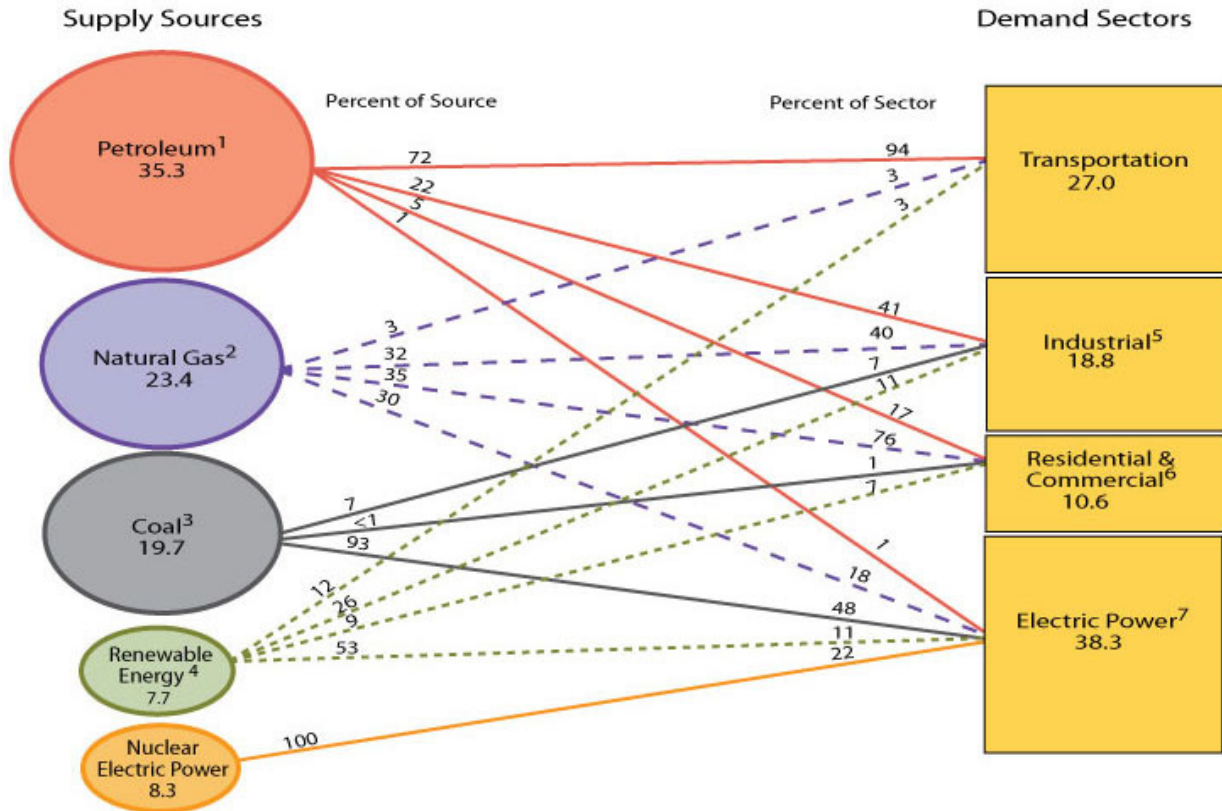 Supply Sources
Demand Sectors
Percent of Source
Percent of Sector
Petroleum1
35.3
72
22
5
1
94
3
3
Transportation
27.0
Natural Gas2
23.4
3
32
35
30
41
40
7
11
Industrial5
18.8
17
76
1
7
Residential &
Commercial6
10.6
Coal3
19.7
7
<1
93
1
18
48
11
22
Electric Power7
38.3
Renewable
Energy 4
7.7
12
26
9
53
Nuclear
Electric Power
8.3
100